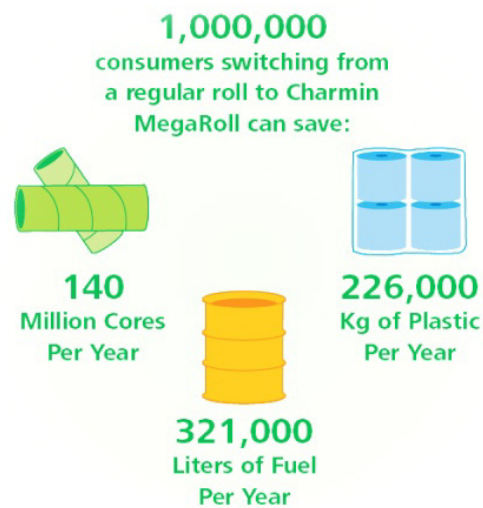 1,000,000
consumers switching from
a regular roll to Charmin
MegaRoll can save:
140
Million Cores
Per Year
226,000
Kg of Plastic
Per Year
321,000
Liters of Fuel
Per Year